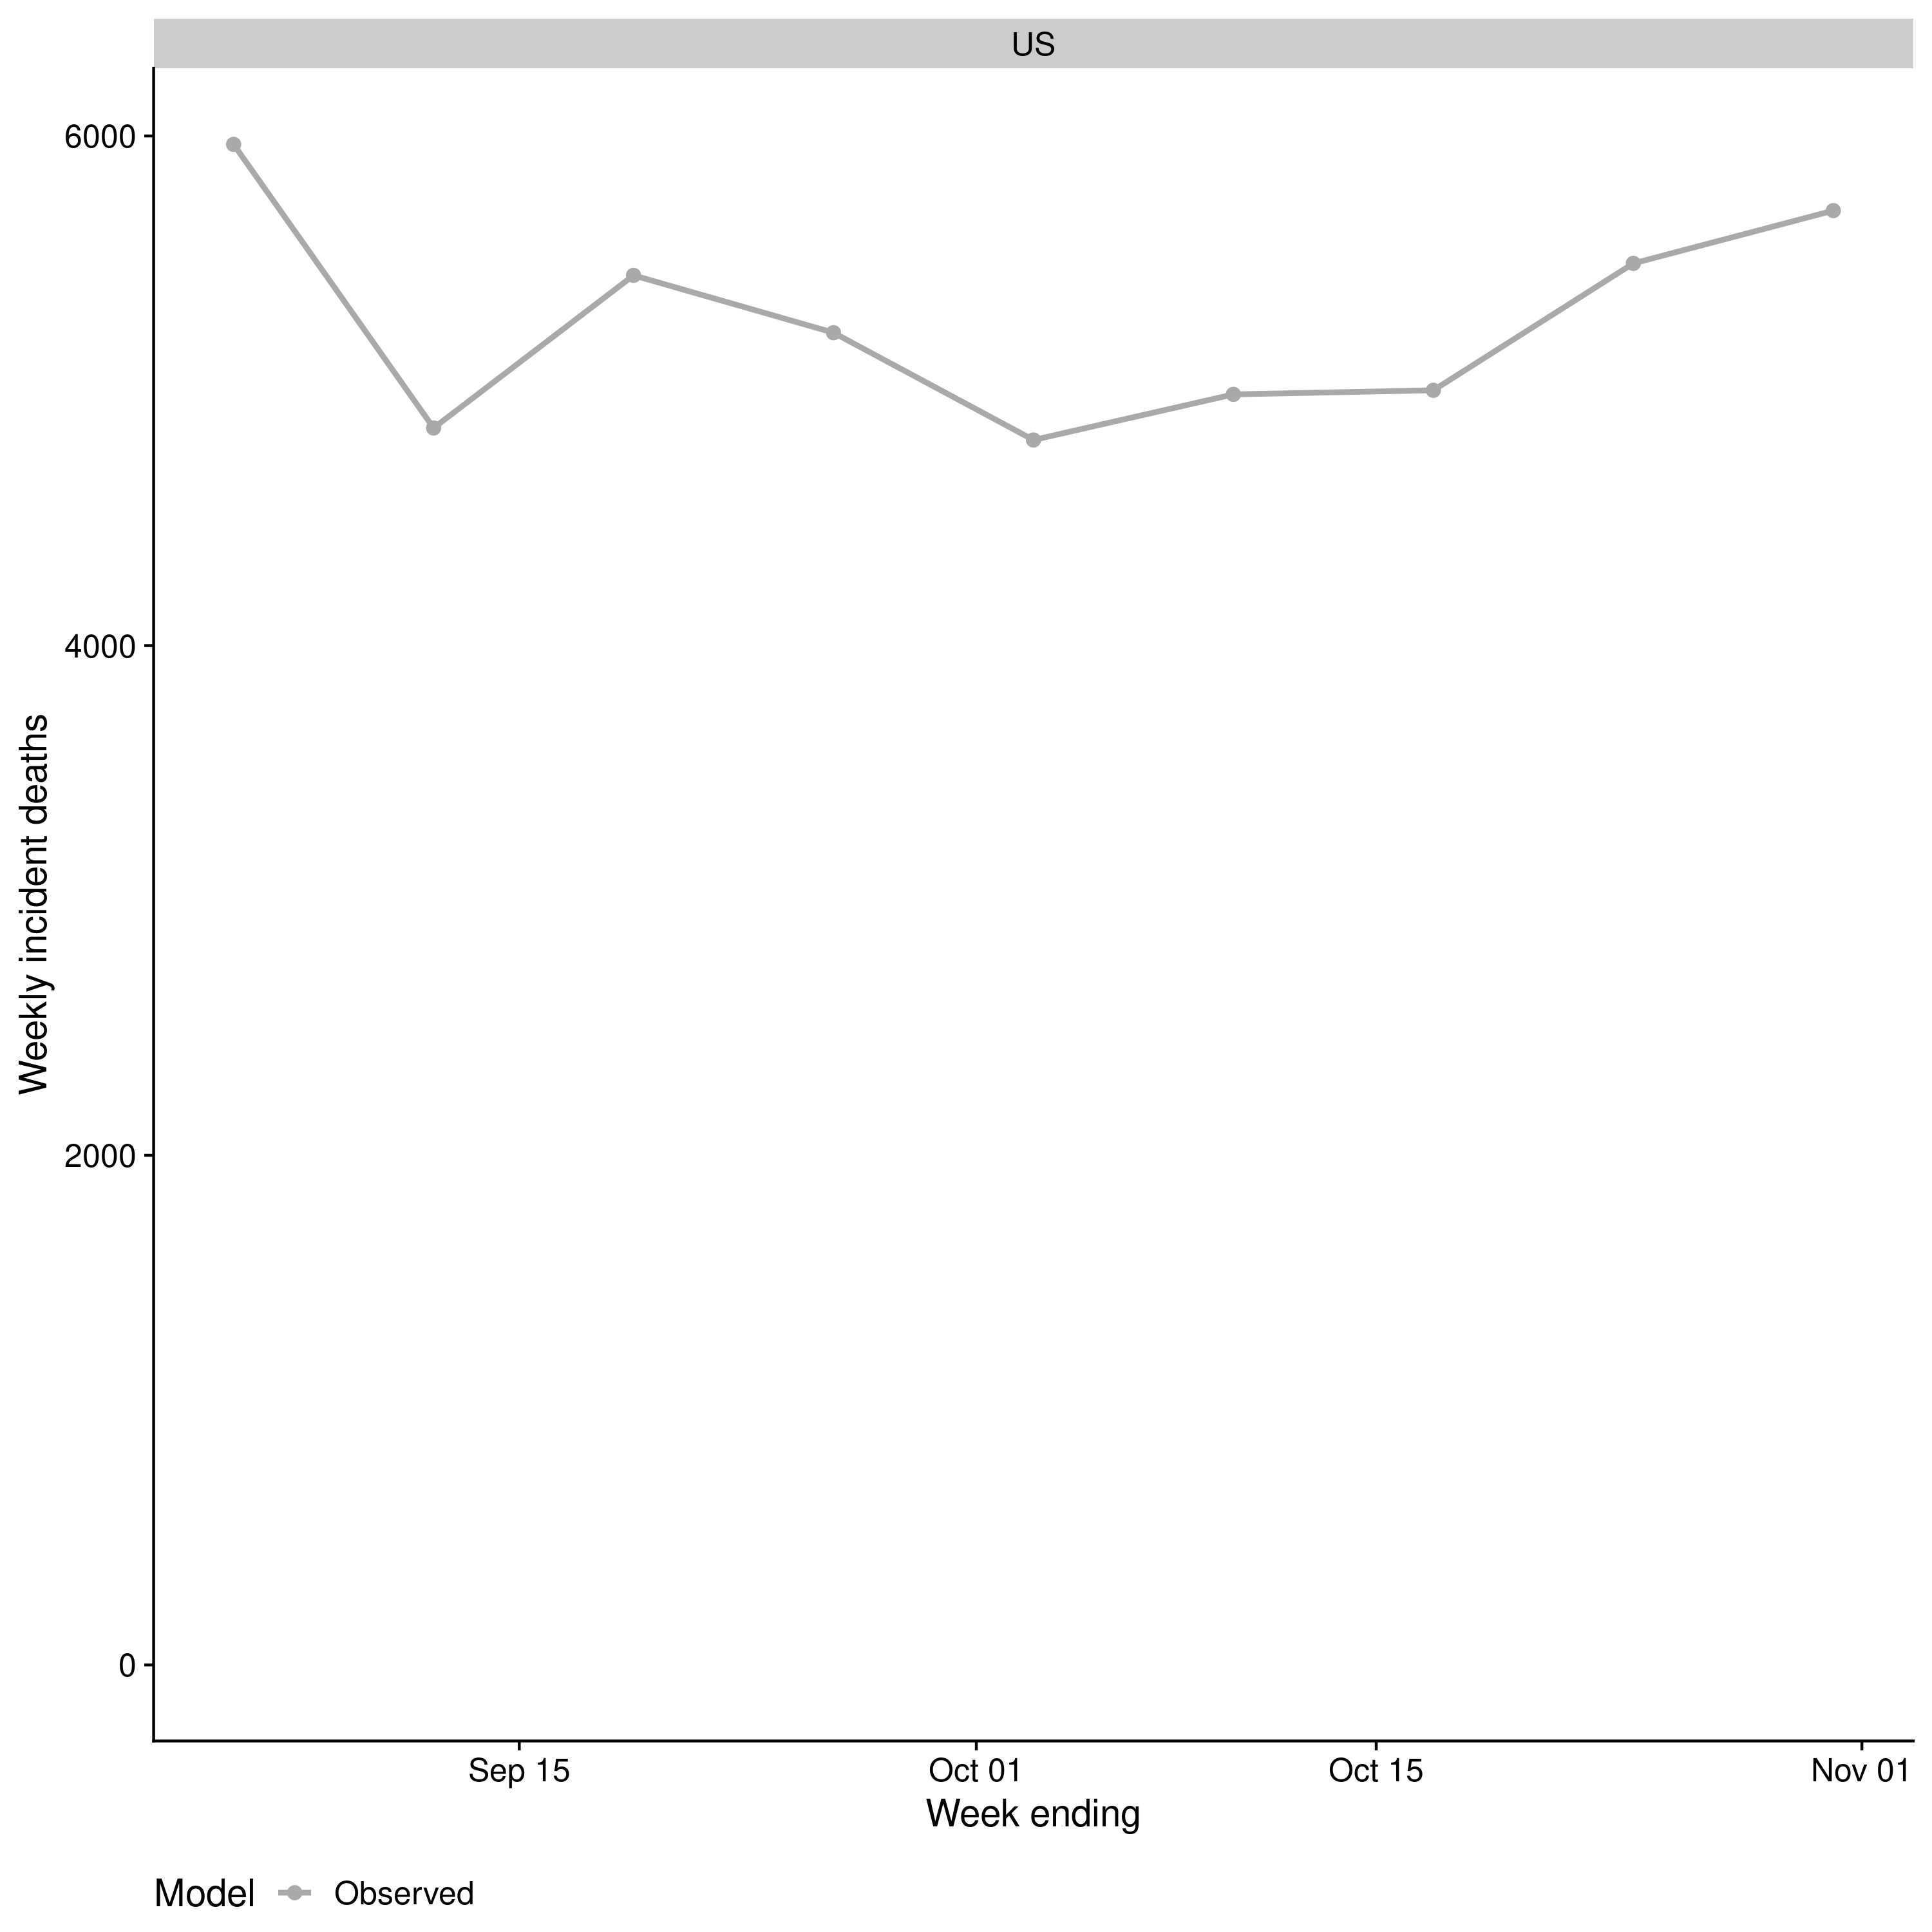 US
6000
4000
2000
0
Weekly incident deaths
Sep 15 Oct 01 Oct 15 Nov 01
Week ending
Model Observed